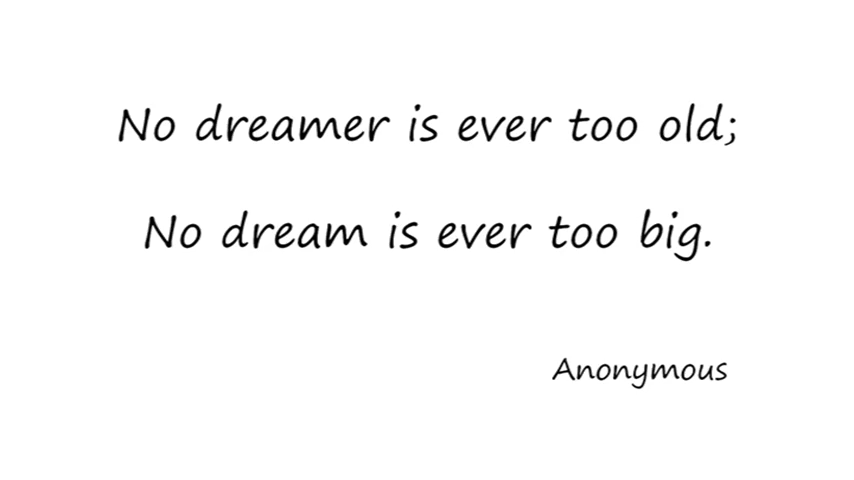 No dreamer is ever too old;
No dream is ever too big.
Anonymous